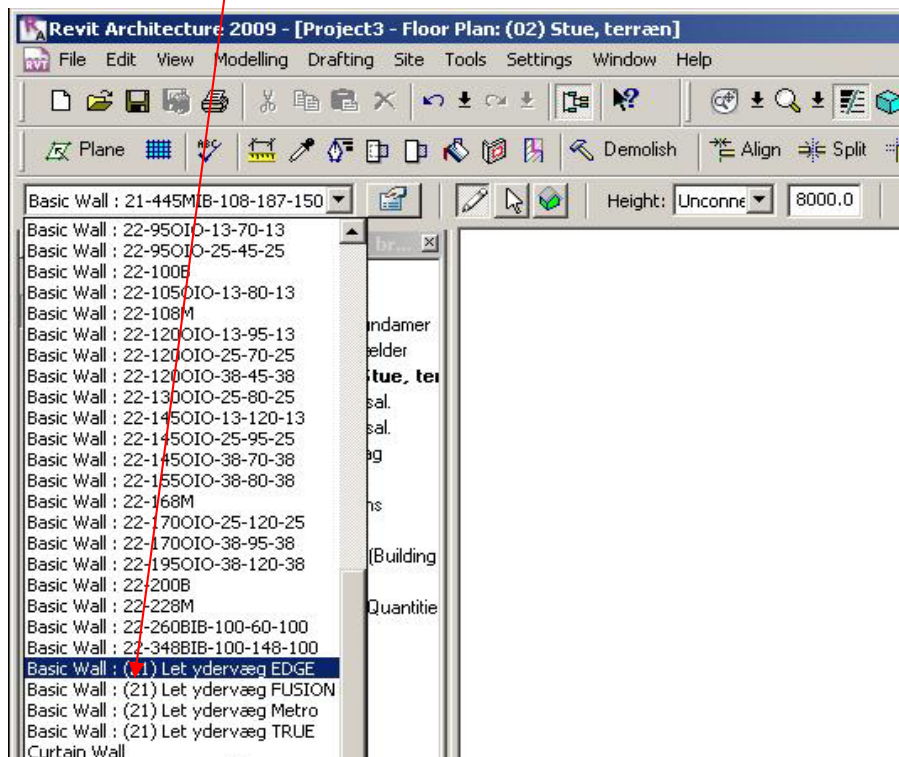 Revit Architecture 2009 - [Project3 - Floor Plan: (02) Stue, terræn]
File Edit View Modelling Drafting Site Tools Settings Window Help
Plane ABC Demolish Align Split
Basic Wall : 21-445MIB-108-187-150 Height: Unconne 8000.0
Basic Wall : 22-95OIO-13-70-13
br...
Basic Wall : 22-95OIO-25-45-25
Basic Wall : 22-100B
Basic Wall : 22-105OIO-13-80-13
Basic Wall : 22-108M
undamer
Basic Wall : 22-120OIO-13-95-13
Basic Wall : 22-120OIO-25-70-25
ælder
Basic Wall : 22-120OIO-38-45-38
Stue, ter
Basic Wall : 22-130OIO-25-80-25
sal.
Basic Wall : 22-145OIO-13-120-13
sal.
Basic Wall : 22-145OIO-25-95-25
Basic Wall : 22-145OIO-38-70-38
ag
Basic Wall : 22-155OIO-38-80-38
Basic Wall : 22-168M
ns
Basic Wall : 22-170OIO-25-120-25
Basic Wall : 22-170OIO-38-95-38
(Building
Basic Wall : 22-195OIO-38-120-38
Basic Wall : 22-200B
Basic Wall : 22-228M
Quantitie
Basic Wall : 22-260BIB-100-60-100
Basic Wall : 22-348BIB-100-148-100
Basic Wall : (21) Let ydervæg EDGE
Basic Wall : (21) Let ydervæg FUSION
Basic Wall : (21) Let ydervæg Metro
Basic Wall : (21) Let ydervæg TRUE
Curtain Wall